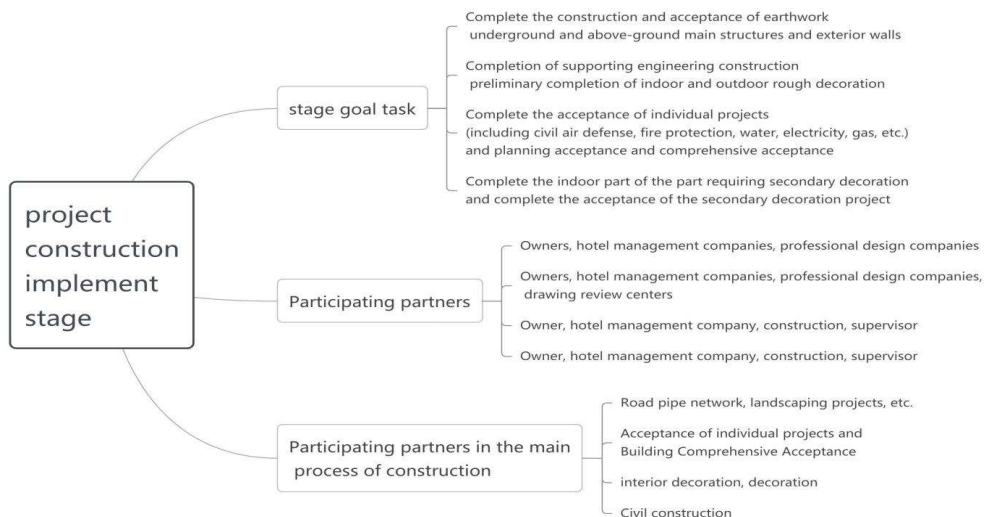 project
construction
implement
stage
stage goal task
Complete the construction and acceptance of earthwork
underground and above-ground main structures and exterior walls
Completion of supporting engineering construction
preliminary completion of indoor and outdoor rough decoration
Complete the acceptance of individual projects
(including civil air defense, fire protection, water, electricity, gas, etc.)
and planning acceptance and comprehensive acceptance
Complete the indoor part of the part requiring secondary decoration
and complete the acceptance of the secondary decoration project
Participating partners
Owners, hotel management companies, professional design companies
Owners, hotel management companies, professional design companies,
drawing review centers
Owner, hotel management company, construction, supervisor
Owner, hotel management company, construction, supervisor
Participating partners in the main
process of construction
Road pipe network, landscaping projects, etc.
Acceptance of individual projects and
Building Comprehensive Acceptance
interior decoration, decoration
Civil construction